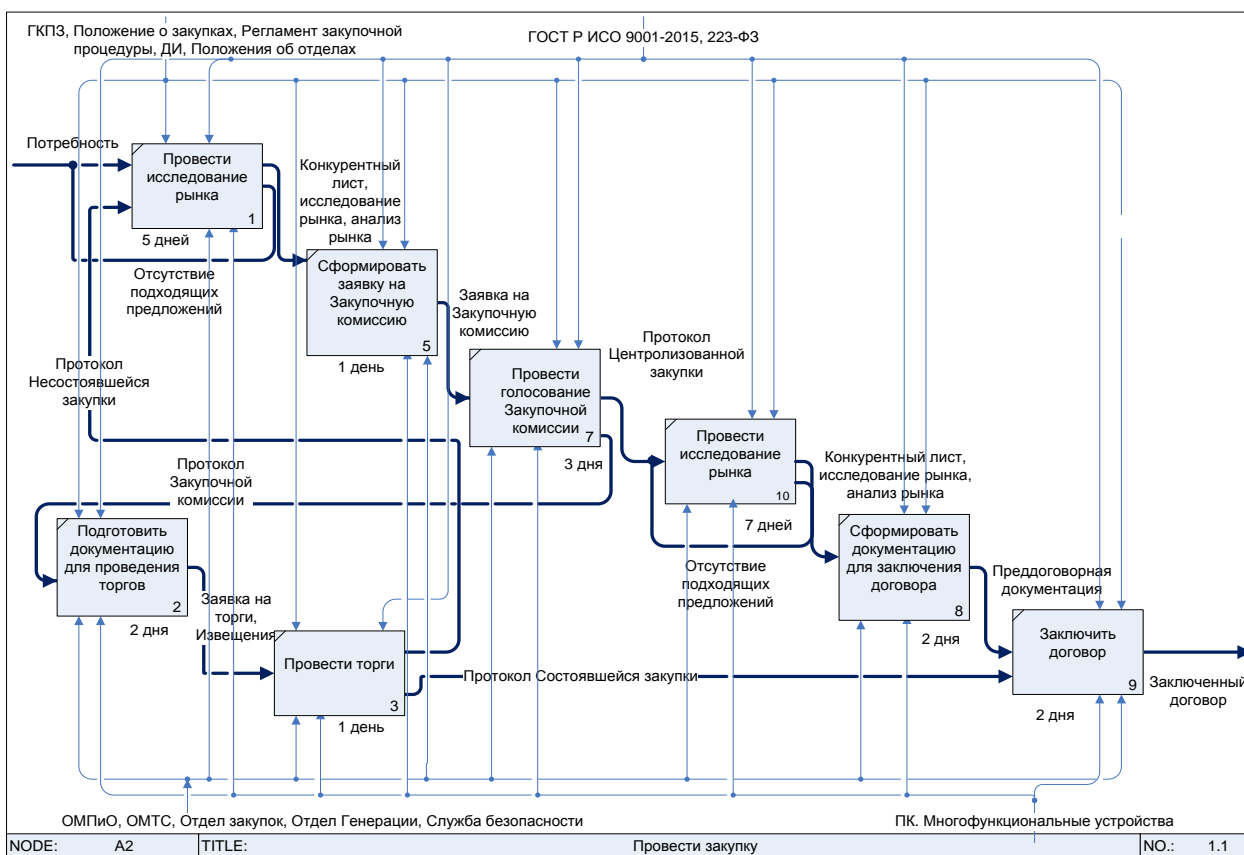 ГКПЗ, Положение о закупках, Регламент закупочной
процедуры, ДИ, Положения об отделах
ГОСТ Р ИСО 9001-2015, 223-ФЗ
Потребность
Провести
исследование
рынка
1
5 дней
Отсутствие
подходящих
предложений
Конкурентный
лист,
исследование
рынка, анализ
рынка
Сформировать
заявку на
Закупочную
комиссию
5
1 день
Заявка на
Закупочную
комиссию
Провести
голосование
Закупочной
комиссии
7
3 дня
Протокол
Централизованной
закупки
Провести
исследование
рынка
10
7 дней
Отсутствие
подходящих
предложений
Конкурентный лист,
исследование рынка,
анализ рынка
Сформировать
документацию
для заключения
договора
8
2 дня
Преддоговорная
документация
Заключить
договор
9
2 дня
Заключенный
договор
Протокол
Несостоявшейся
закупки
Протокол
Закупочной
комиссии
Подготовить
документацию
для проведения
торгов
2
2 дня
Заявка на
торги,
Извещения
Провести торги
3
1 день
Протокол Состоявшейся закупки
ОМПиО, ОМТС, Отдел закупок, Отдел Генерации, Служба безопасности
ПК. Многофункциональные устройства
NODE: A2 TITLE: Провести закупку NO.: 1.1